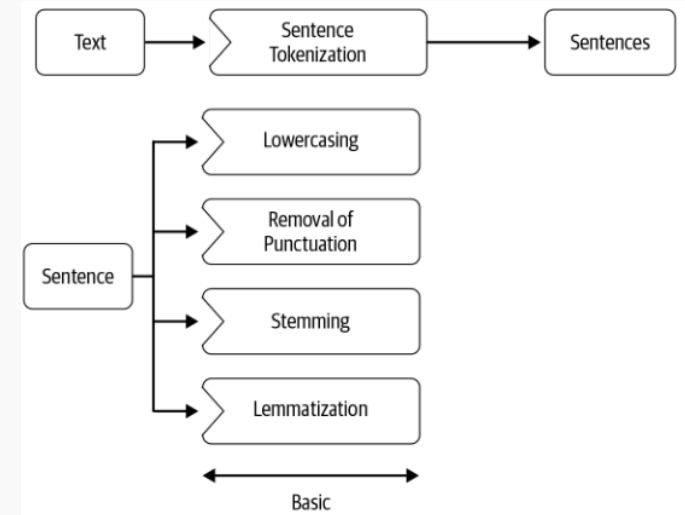 Text
Sentence
Tokenization
Sentences
Lowercasing
Removal of
Punctuation
Sentence
Stemming
Lemmatization
Basic